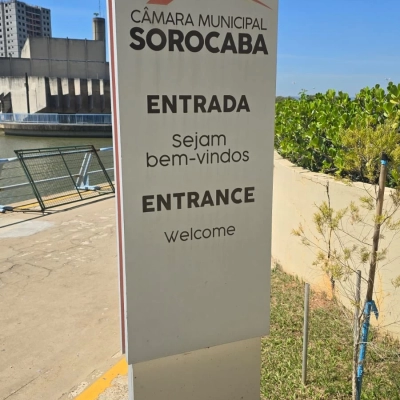 CÂMARA MUNICIPAL
SOROCABA
ENTRADA
Sejam
bem-vindos
ENTRANCE
Welcome